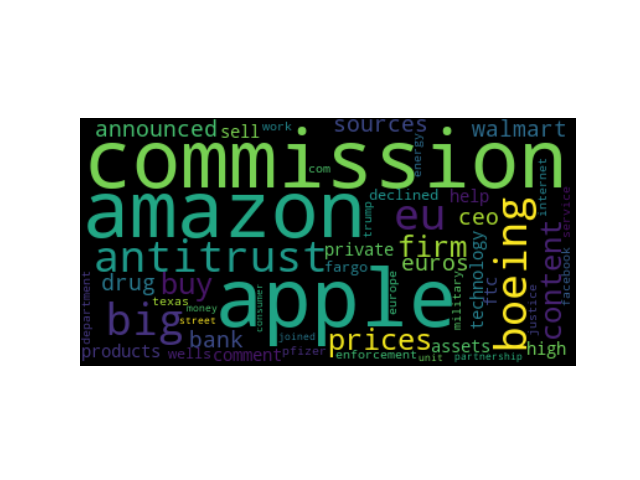 announced sell work sources walmart
commission
com energy
amazon declined help internet service
trump eu ceo boeing
antitrust private firm technology content
fargo euros ftc
drug buy apple europe military justice facebook
texas money consumer
department big street
bank joined prices assets high
products wells comment pfizer enforcement unit partnership